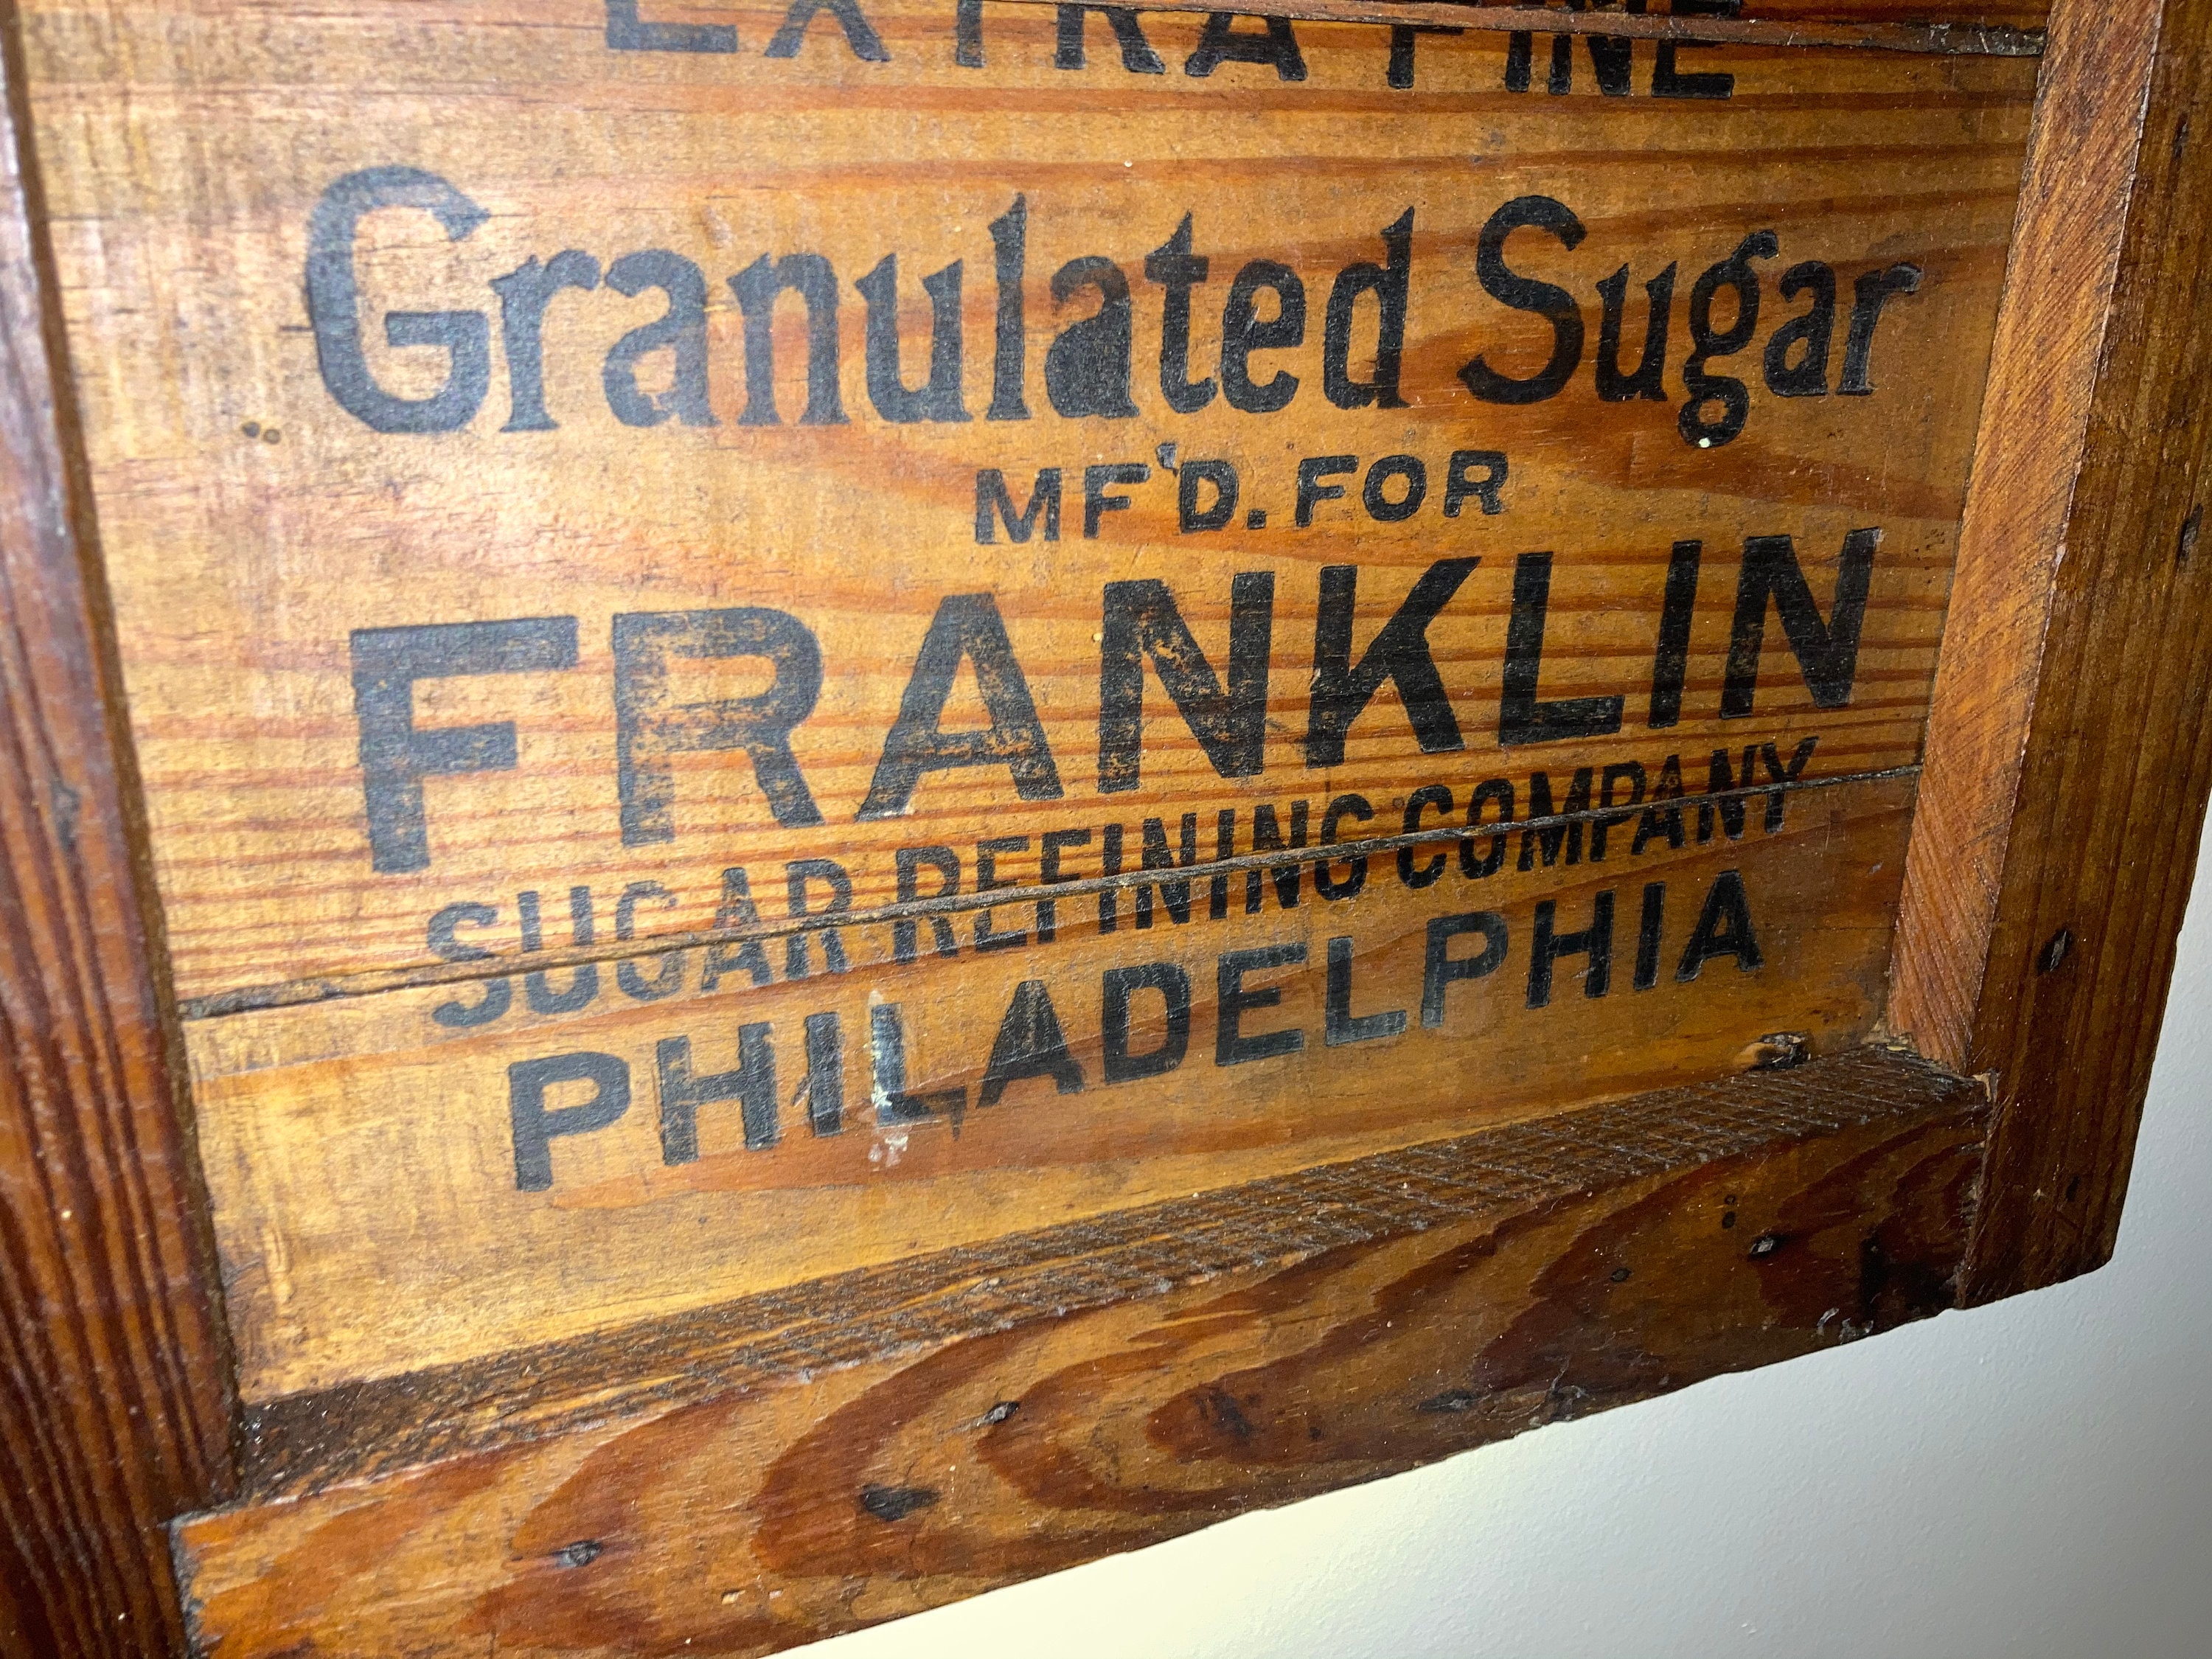 EXTRA FINE
Granulated Sugar
MF'D. FOR
FRANKLIN
SUGAR REFINING COMPANY
PHILADELPHIA